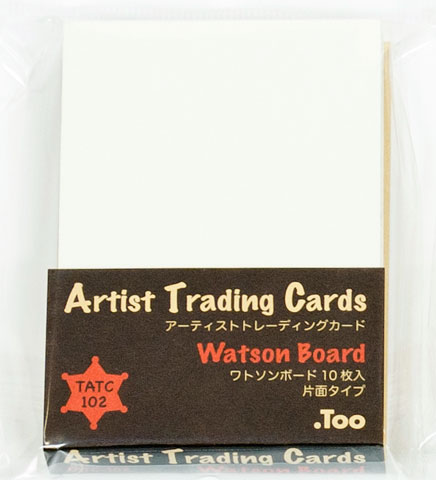 Artist Trading Cards
アーティストトレーディングカード
Watson Board
ワトソンボード 10枚入
片面タイプ
TATC
102
.Too
Artist Trading Cards